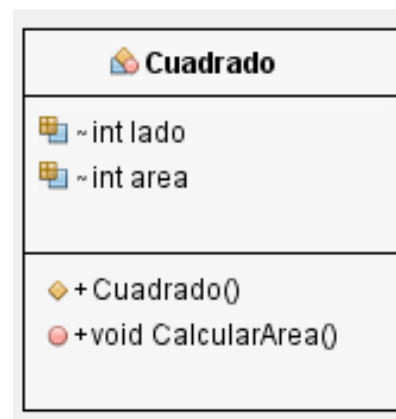 Cuadrado
~int lado
~int area
+Cuadrado()
+void CalcularArea()